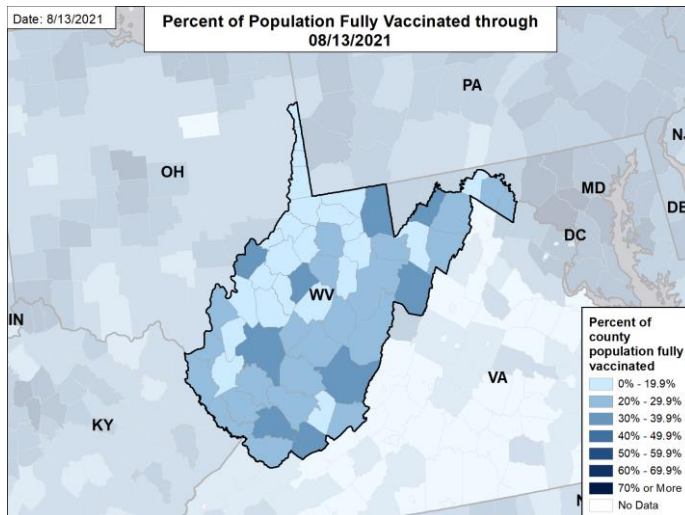 Date: 8/13/2021
Percent of Population Fully Vaccinated through
08/13/2021
PA
NJ
OH
MD
DE
DC
WV
IN
VA
KY
Percent of
county
population fully
vaccinated
0% - 19.9%
20% - 29.9%
30% - 39.9%
40% - 49.9%
50% - 59.9%
60% - 69.9%
70% or More
No Data